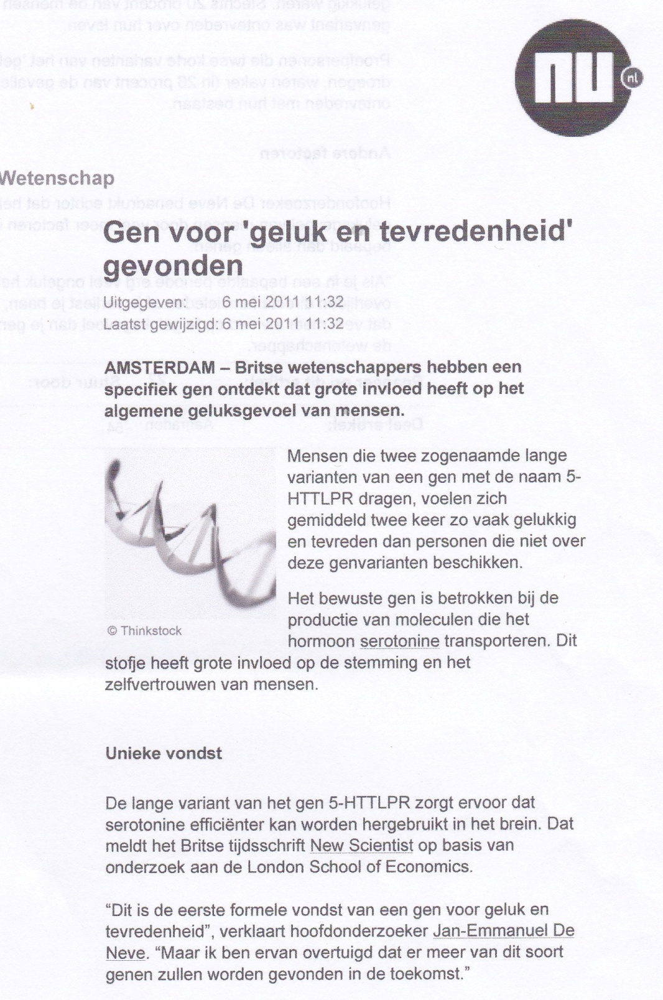 nu
nl
Wetenschap
Gen voor 'geluk en tevredenheid'
gevonden
Uitgegeven: 6 mei 2011 11:32
Laatst gewijzigd: 6 mei 2011 11:32
AMSTERDAM – Britse wetenschappers hebben een
specifiek gen ontdekt dat grote invloed heeft op het
algemene geluksgevoel van mensen.
Mensen die twee zogenaamde lange
varianten van een gen met de naam 5-
HTTLPR dragen, voelen zich
gemiddeld twee keer zo vaak gelukkig
en tevreden dan personen die niet over
deze genvarianten beschikken.
Het bewuste gen is betrokken bij de
productie van moleculen die het
© Thinkstock
hormoon serotonine transporteren. Dit
stofje heeft grote invloed op de stemming en het
zelfvertrouwen van mensen.
Unieke vondst
De lange variant van het gen 5-HTTLPR zorgt ervoor dat
serotonine efficiënter kan worden hergebruikt in het brein. Dat
meldt het Britse tijdsschrift New Scientist op basis van
onderzoek aan de London School of Economics.
“Dit is de eerste formele vondst van een gen voor geluk en
tevredenheid”, verklaart hoofdonderzoeker Jan-Emmanuel De
Neve. “Maar ik ben ervan overtuigd dat er meer van dit soort
genen zullen worden gevonden in de toekomst.”